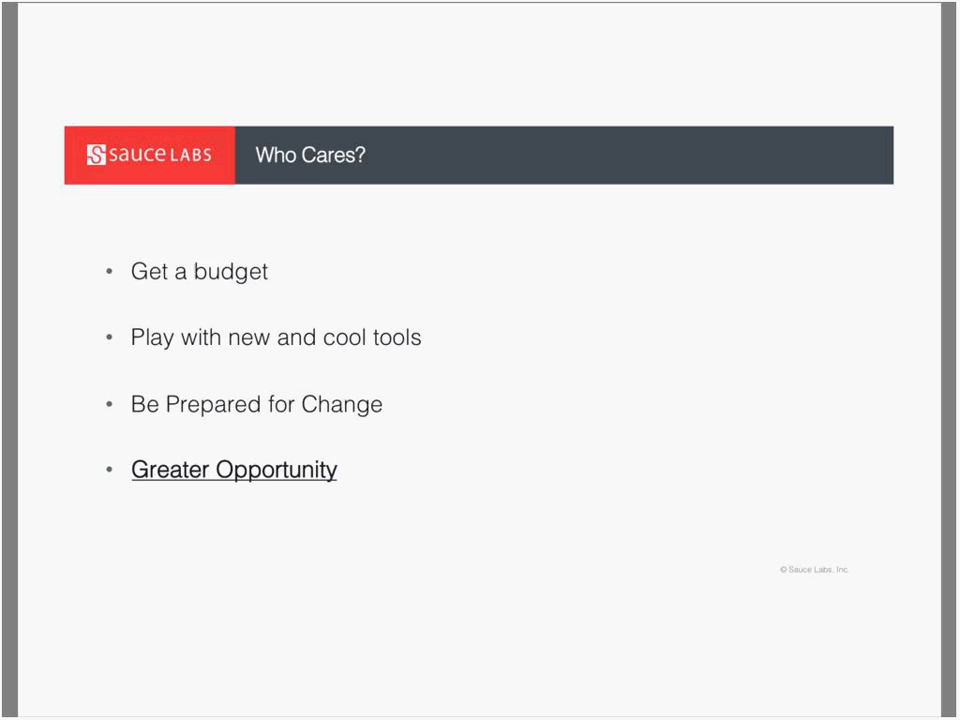 sauce LABS
Who Cares?
• Get a budget
• Play with new and cool tools
• Be Prepared for Change
• Greater Opportunity
© Sauce Labs, Inc.